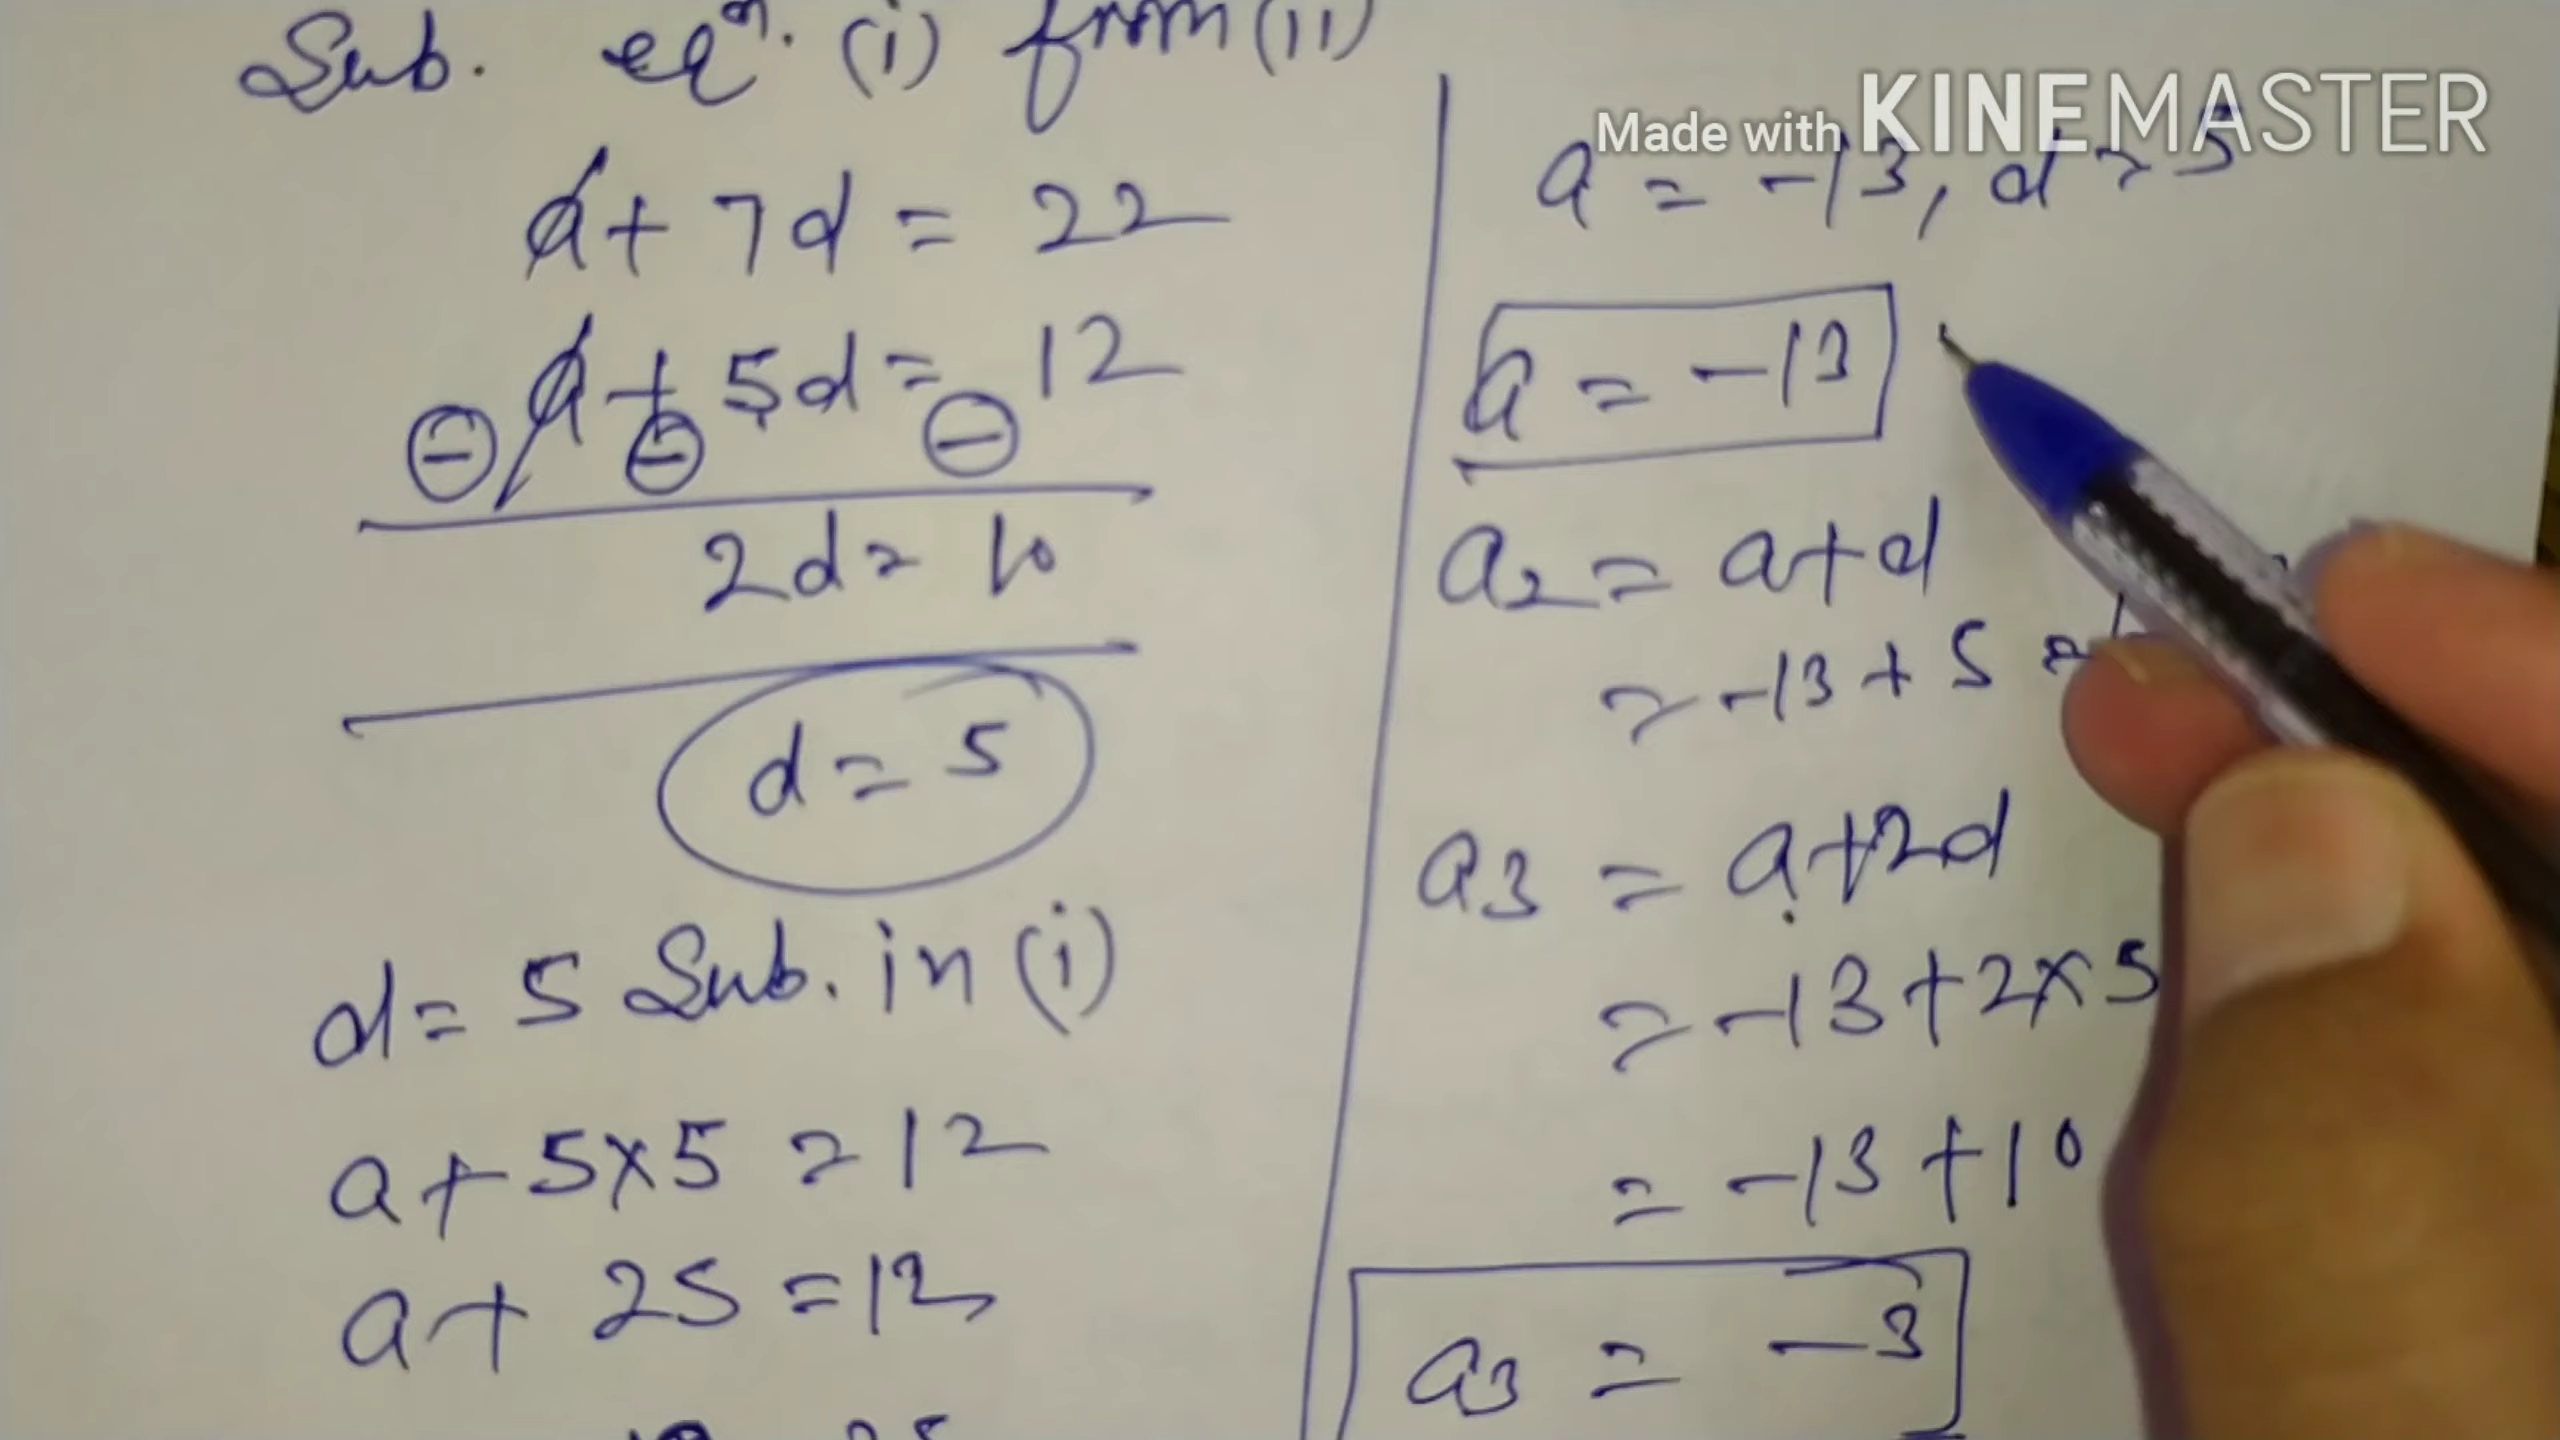 Sub. eqⁿ. (i) from (ii)
a + 7d = 22
a + 5d = 12
⊖ ⊖ ⊖
2d = 10
d = 5
d = 5 Sub. in (i)
a + 5×5 = 12
a + 25 = 12
Made with KINEMASTER
a = -13, d = 5
a = -13
a2 = a+d
= -13 + 5 =
a3 = a+2d
= -13 + 2×5
= -13 + 10
a3 = -3